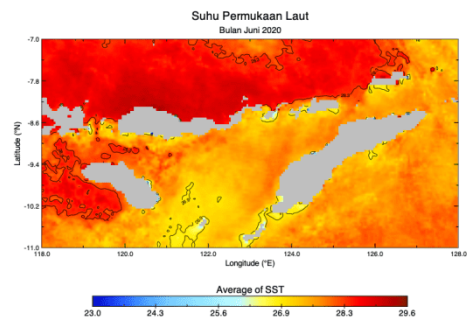 Suhu Permukaan Laut
Bulan Juni 2020
-7.0
-7.8
-8.6
-9.4
-10.2
-11.0
Latitude (°N)
118.0 120.0 122.0 124.0 126.0 128.0
Longitude (°E)
Average of SST
23.0 24.3 25.6 26.9 28.3 29.6